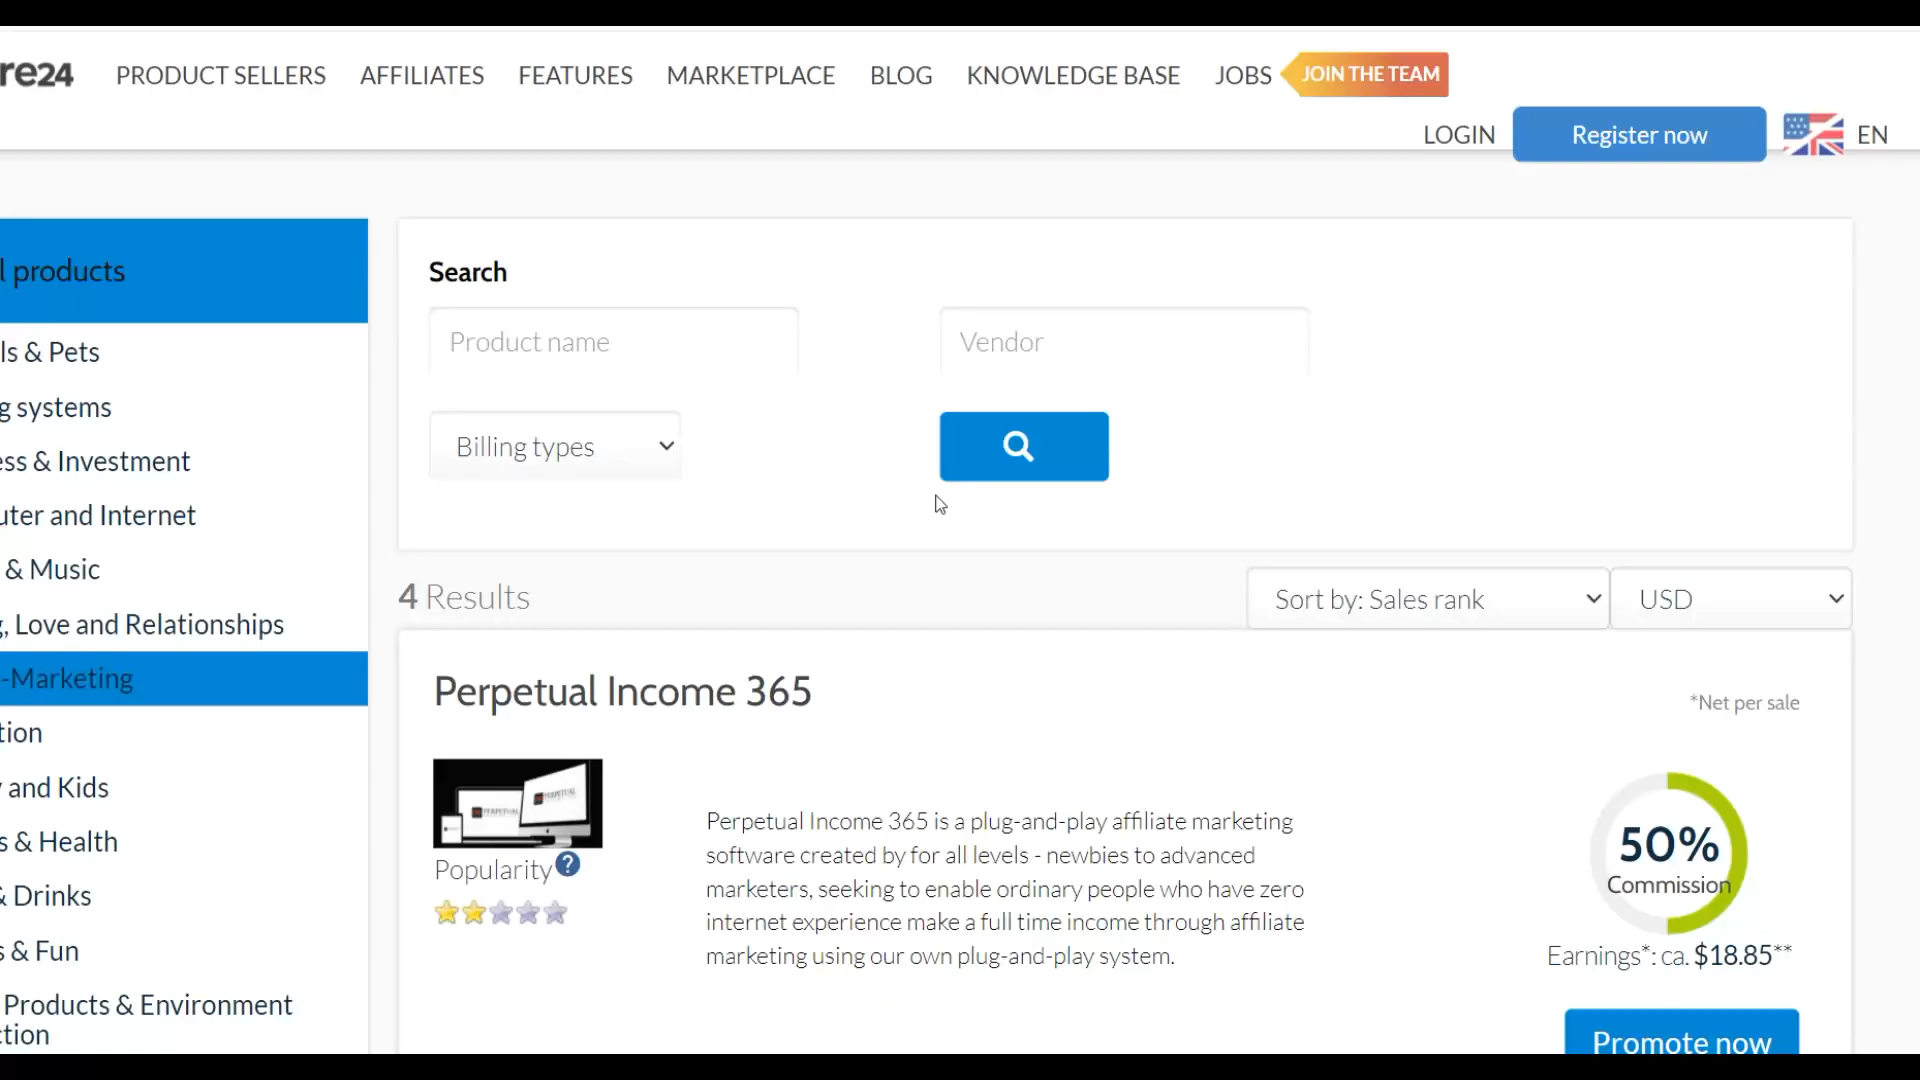 re24
PRODUCT SELLERS
AFFILIATES
FEATURES
MARKETPLACE
BLOG
KNOWLEDGE BASE
JOBS
JOIN THE TEAM
LOGIN
Register now
EN
l products
ls & Pets
g systems
ess & Investment
uter and Internet
& Music
g, Love and Relationships
-Marketing
tion
y and Kids
s & Health
& Drinks
s & Fun
Products & Environment
ction
Search
Product name
Vendor
Billing types
4 Results
Sort by: Sales rank
USD
Perpetual Income 365
*Net per sale
Popularity
?
Perpetual Income 365 is a plug-and-play affiliate marketing
software created by for all levels - newbies to advanced
marketers, seeking to enable ordinary people who have zero
internet experience make a full time income through affiliate
marketing using our own plug-and-play system.
50%
Commission
Earnings*: ca. $18.85**
Promote now